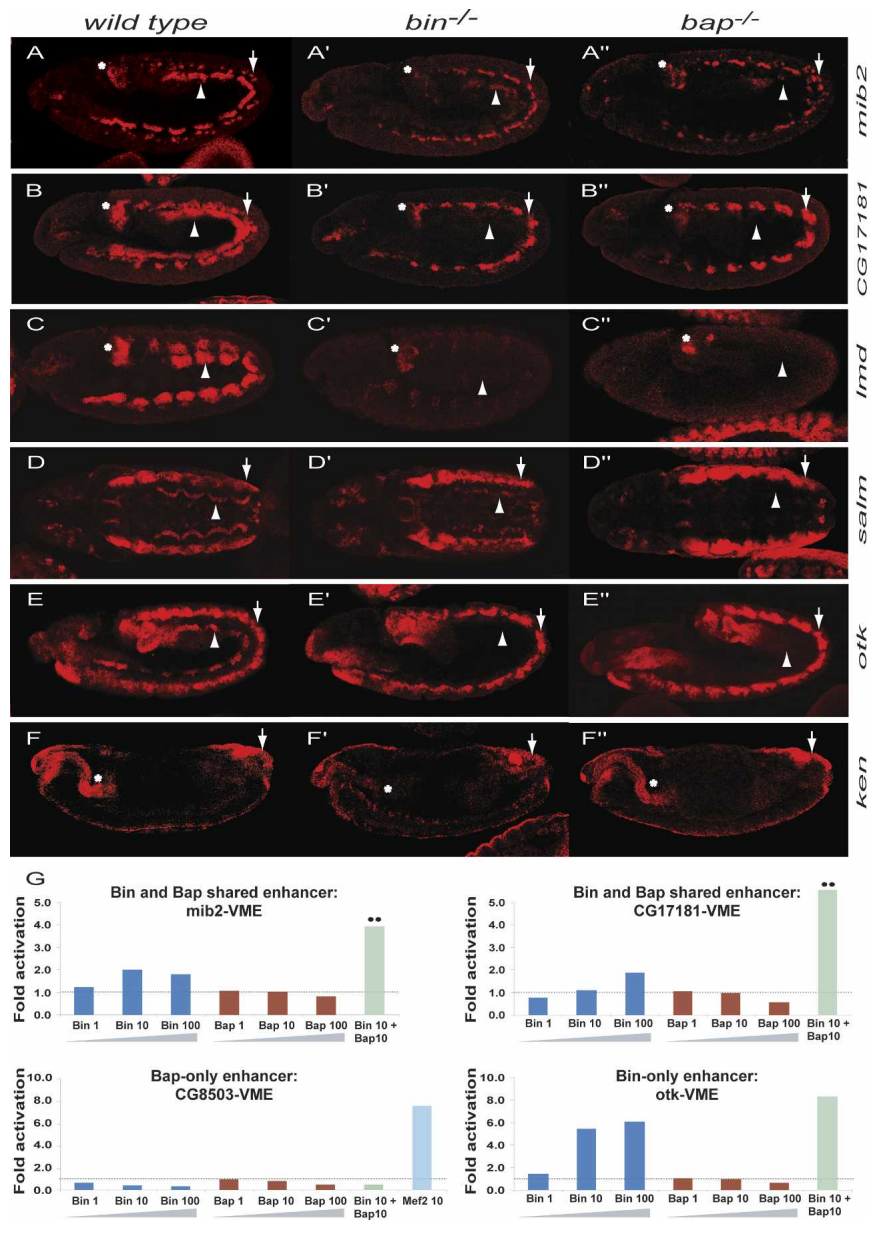 wild type bin-/- bap-/-
A A' A" mib2
B B' B" CG17181
C C' C" lmd
D D' D" salm
E E' E" otk
F F' F" ken
G
Bin and Bap shared enhancer:
mib2-VME
Fold activation
5.0
4.0
3.0
2.0
1.0
0.0
Bin 1 Bin 10 Bin 100 Bap 1 Bap 10 Bap 100 Bin 10 +
Bap10
Bin and Bap shared enhancer:
CG17181-VME
Fold activation
5.0
4.0
3.0
2.0
1.0
0.0
Bin 1 Bin 10 Bin 100 Bap 1 Bap 10 Bap 100 Bin 10 +
Bap10
Bap-only enhancer:
CG8503-VME
Fold activation
10.0
8.0
6.0
4.0
2.0
0.0
Bin 1 Bin 10 Bin 100 Bap 1 Bap 10 Bap 100 Bin 10 + Mef2 10
Bap10
Bin-only enhancer:
otk-VME
Fold activation
10.0
8.0
6.0
4.0
2.0
0.0
Bin 1 Bin 10 Bin 100 Bap 1 Bap 10 Bap 100 Bin 10 +
Bap10